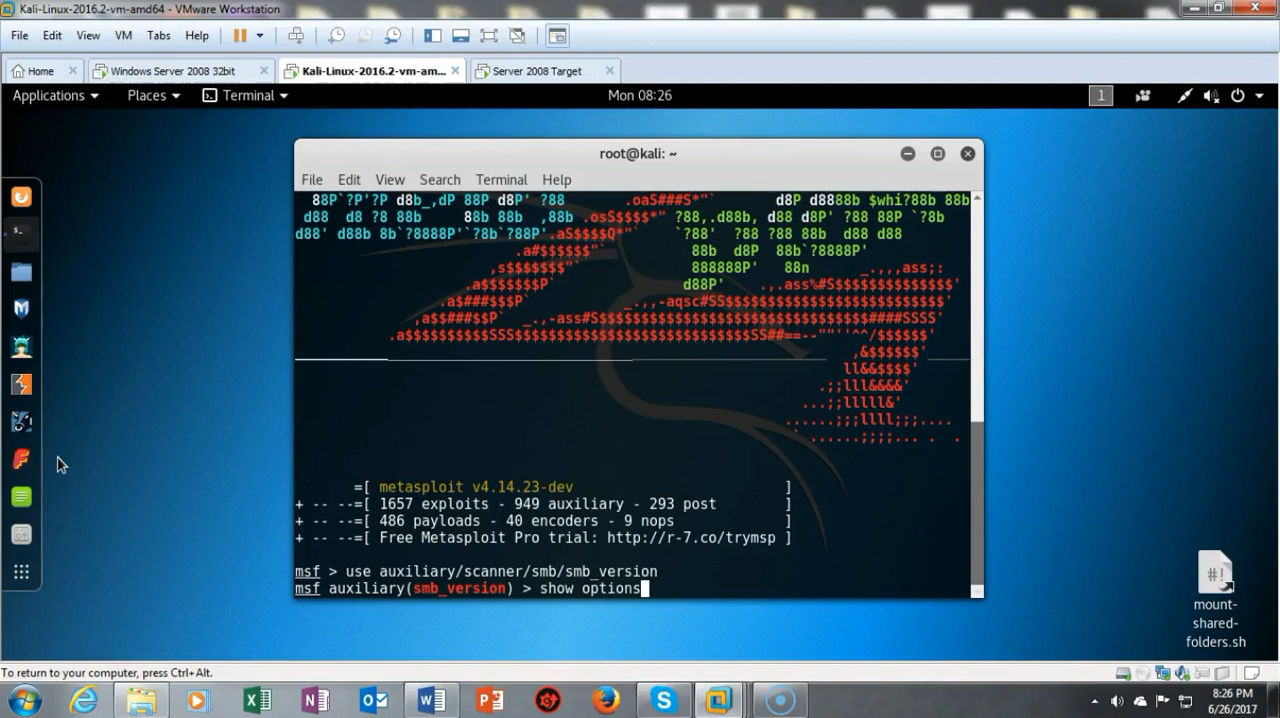 Kali-Linux-2016.2-vm-amd64 - VMware Workstation
File Edit View VM Tabs Help
Home Windows Server 2008 32bit Kali-Linux-2016.2-vm-am... Server 2008 Target
Applications Places Terminal Mon 08:26 1
root@kali: ~
File Edit View Search Terminal Help
=[ metasploit v4.14.23-dev ]
+ -- --=[ 1657 exploits - 949 auxiliary - 293 post ]
+ -- --=[ 486 payloads - 40 encoders - 9 nops ]
+ -- --=[ Free Metasploit Pro trial: http://r-7.co/trymsp ]
msf > use auxiliary/scanner/smb/smb_version
msf auxiliary(smb_version) > show options
#!
mount-
shared-
folders.sh
To return to your computer, press Ctrl+Alt.
8:26 PM
6/26/2017